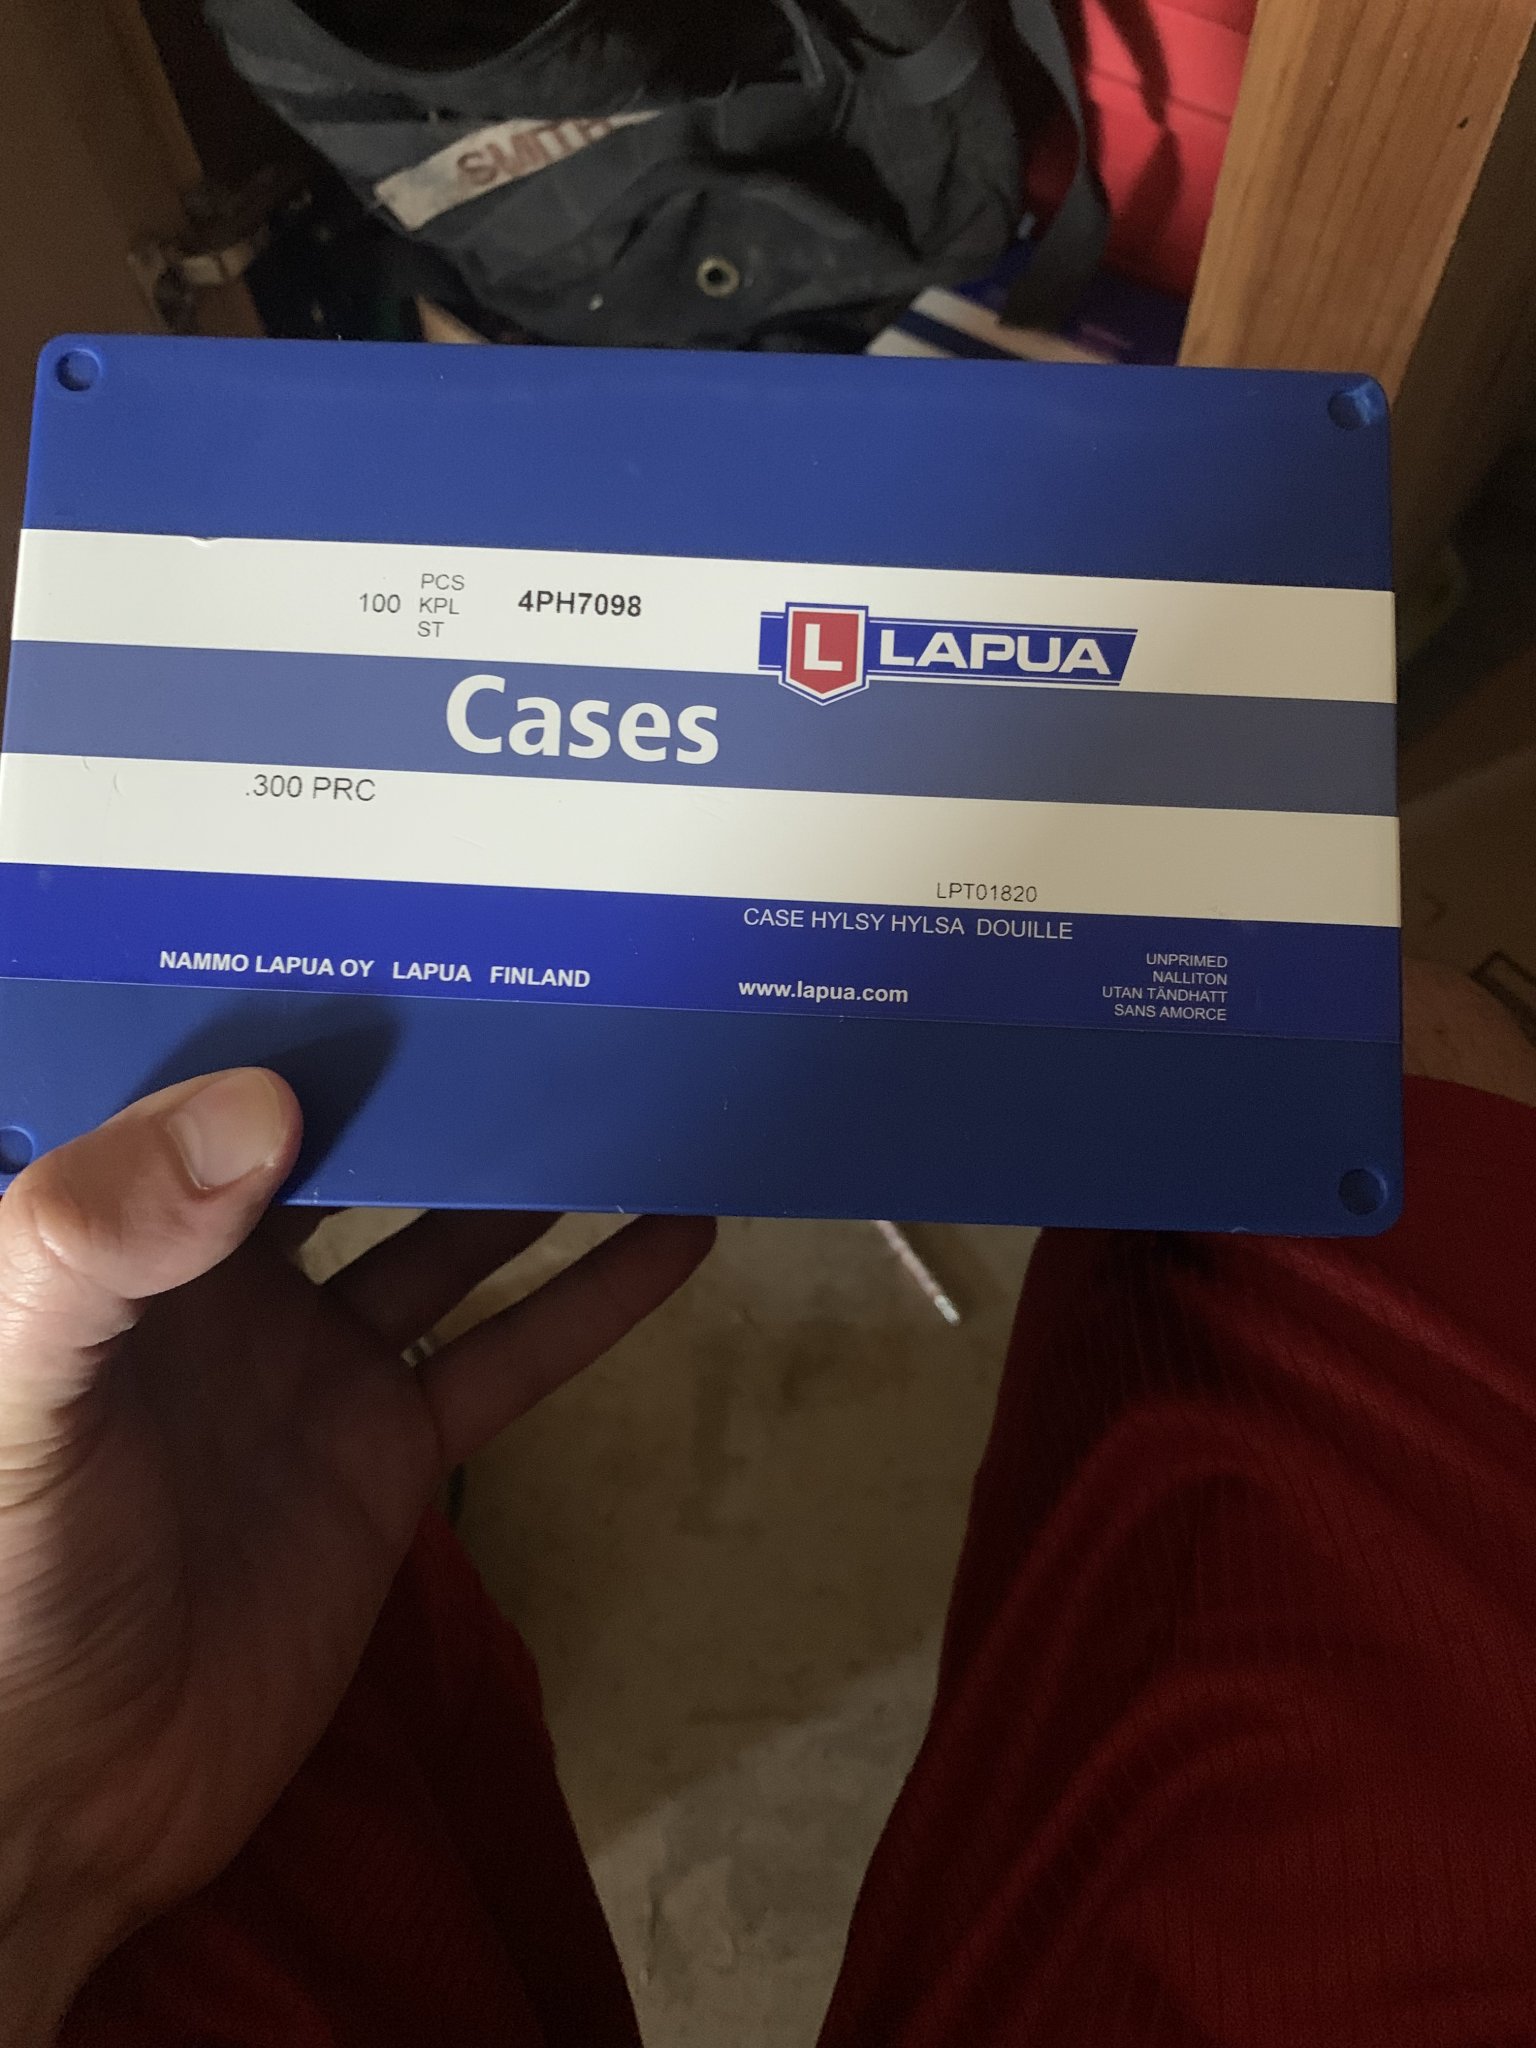 SMITH
PCS
100 KPL 4PH7098
ST
L LAPUA
Cases
.300 PRC
LPT01820
CASE HYLSY HYLSA DOUILLE
NAMMO LAPUA OY LAPUA FINLAND
www.lapua.com
UNPRIMED
NALLITON
UTAN TÄNDHATT
SANS AMORCE